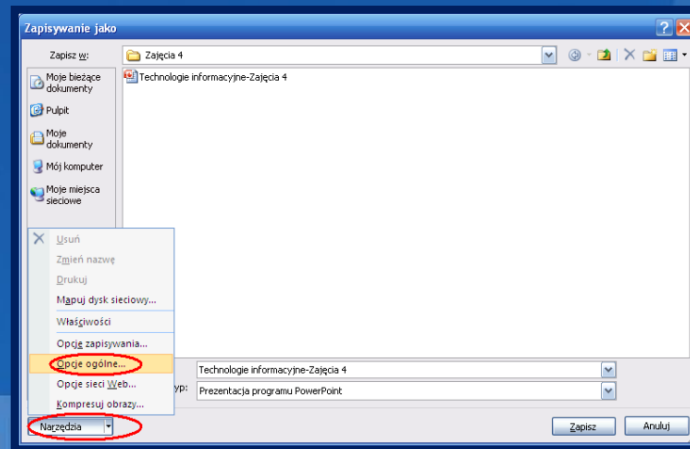 Zapisywanie jako
Zapisz w:
Zajęcia 4
Moje bieżące
dokumenty
Pulpit
Moje
dokumenty
Mój komputer
Moje miejsca
sieciowe
Technologie informacyjne-Zajęcia 4
Usuń
Zmień nazwę
Drukuj
Mapuj dysk sieciowy...
Właściwości
Opcje zapisywania...
Opcje ogólne...
Opcje sieci Web...
Kompresuj obrazy...
Technologie informacyjne-Zajęcia 4
yp:
Prezentacja programu PowerPoint
Narzędzia
Zapisz
Anuluj